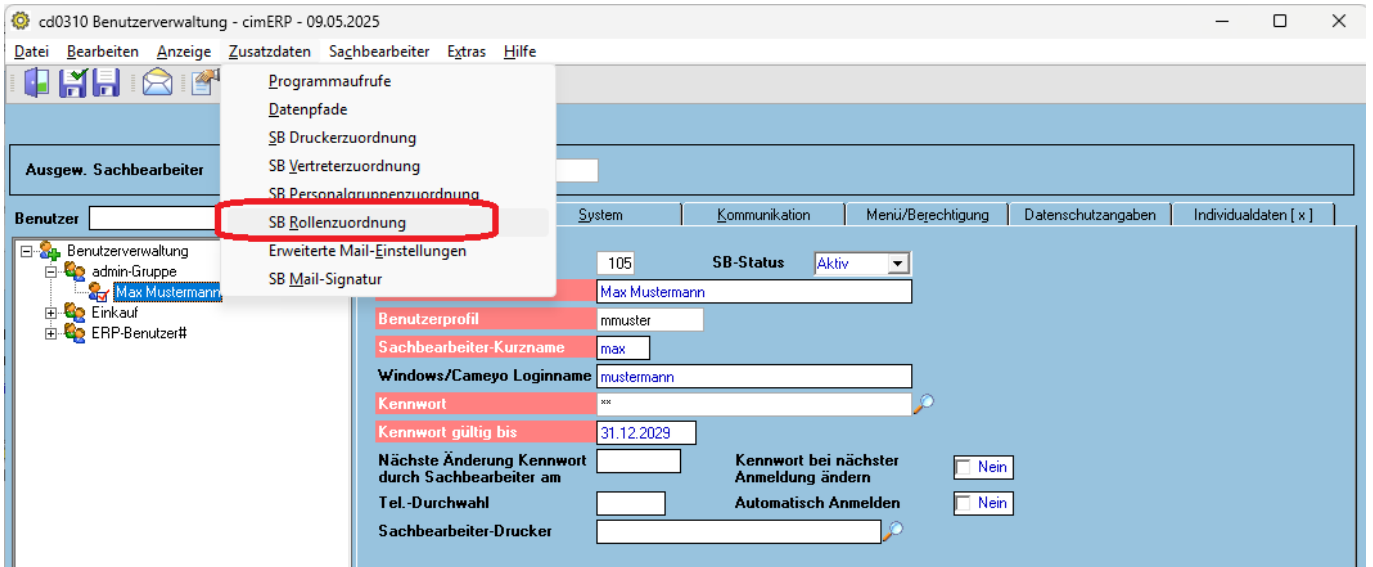 cd0310 Benutzerverwaltung - cimERP - 09.05.2025
Datei Bearbeiten Anzeige Zusatzdaten Sachbearbeiter Extras Hilfe
Programmaufrufe
Datenpfade
SB Druckerzuordnung
SB Vertreterzuordnung
SB Personalgruppenzuordnung
SB Rollenzuordnung
Erweiterte Mail-Einstellungen
SB Mail-Signatur
Ausgew. Sachbearbeiter
Benutzer
System Kommunikation Menü/Berechtigung Datenschutzangaben Individualdaten [ x ]
Benutzerverwaltung
admin-Gruppe
Max Mustermann
Einkauf
ERP-Benutzer#
105 SB-Status Aktiv
Max Mustermann
Benutzerprofil mmuster
Sachbearbeiter-Kurzname max
Windows/Cameyo Loginname mustermann
Kennwort **
Kennwort gültig bis 31.12.2029
Nächste Änderung Kennwort durch Sachbearbeiter am
Kennwort bei nächster Anmeldung ändern Nein
Tel.-Durchwahl Automatisch Anmelden Nein
Sachbearbeiter-Drucker